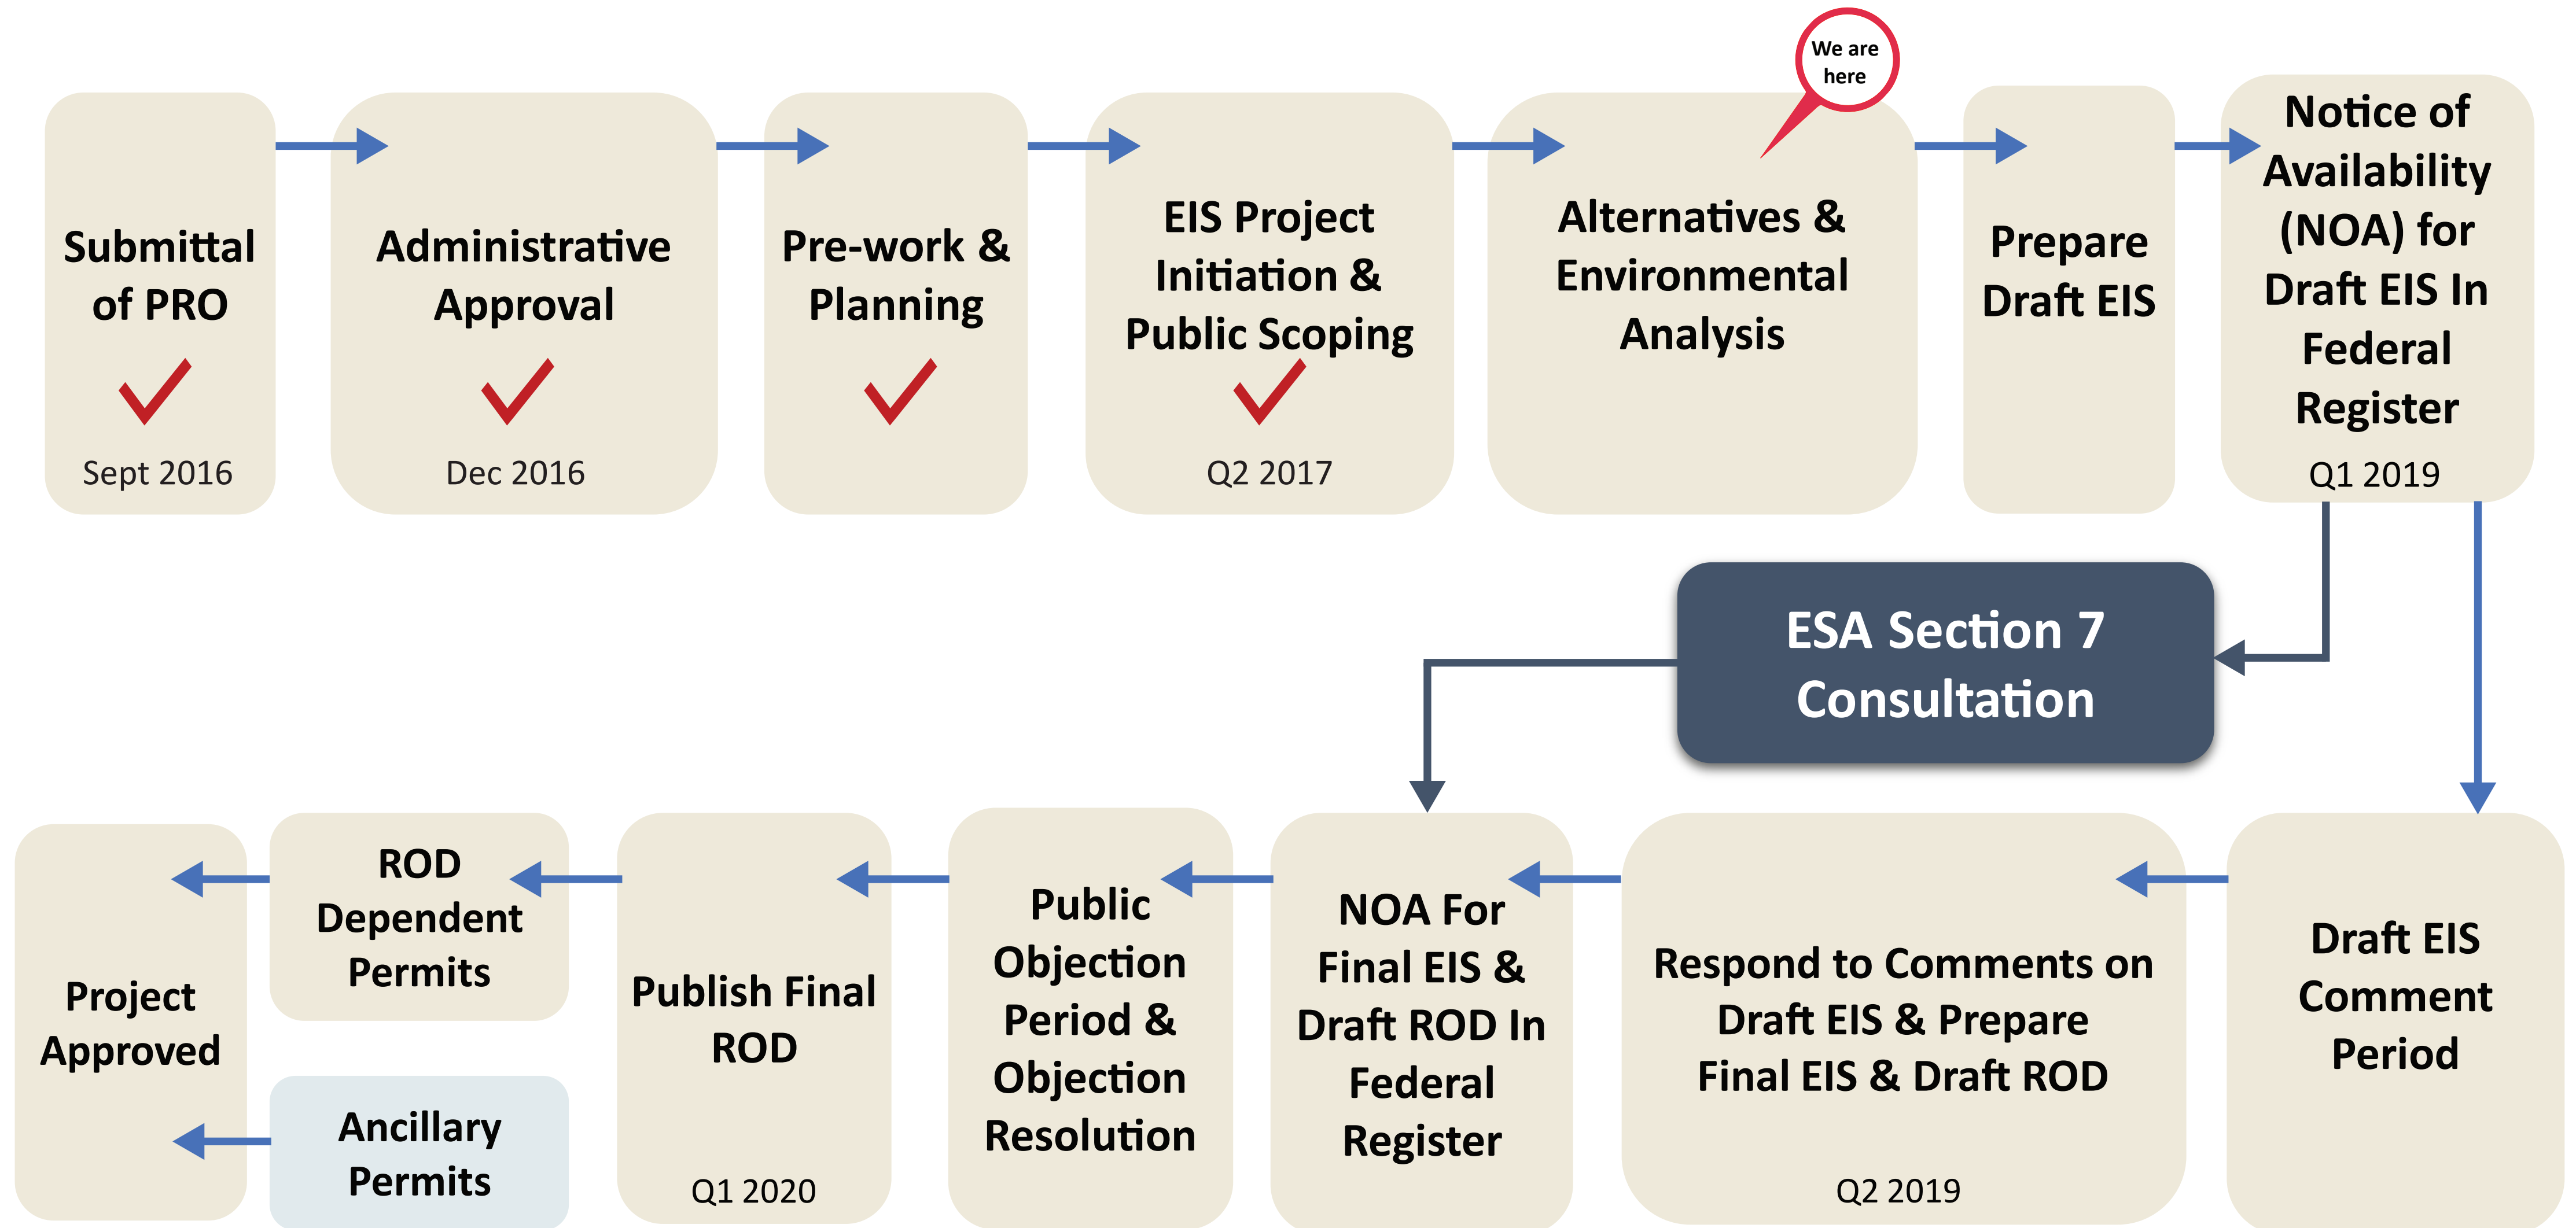 We are
here
Submittal
of PRO
Sept 2016
Administrative
Approval
Dec 2016
Pre-work &
Planning
EIS Project
Initiation &
Public Scoping
Q2 2017
Alternatives &
Environmental
Analysis
Prepare
Draft EIS
Notice of
Availability
(NOA) for
Draft EIS In
Federal
Register
Q1 2019
ESA Section 7
Consultation
Draft EIS
Comment
Period
Respond to Comments on
Draft EIS & Prepare
Final EIS & Draft ROD
Q2 2019
NOA For
Final EIS &
Draft ROD In
Federal
Register
Public
Objection
Period &
Objection
Resolution
Publish Final
ROD
Q1 2020
ROD
Dependent
Permits
Ancillary
Permits
Project
Approved